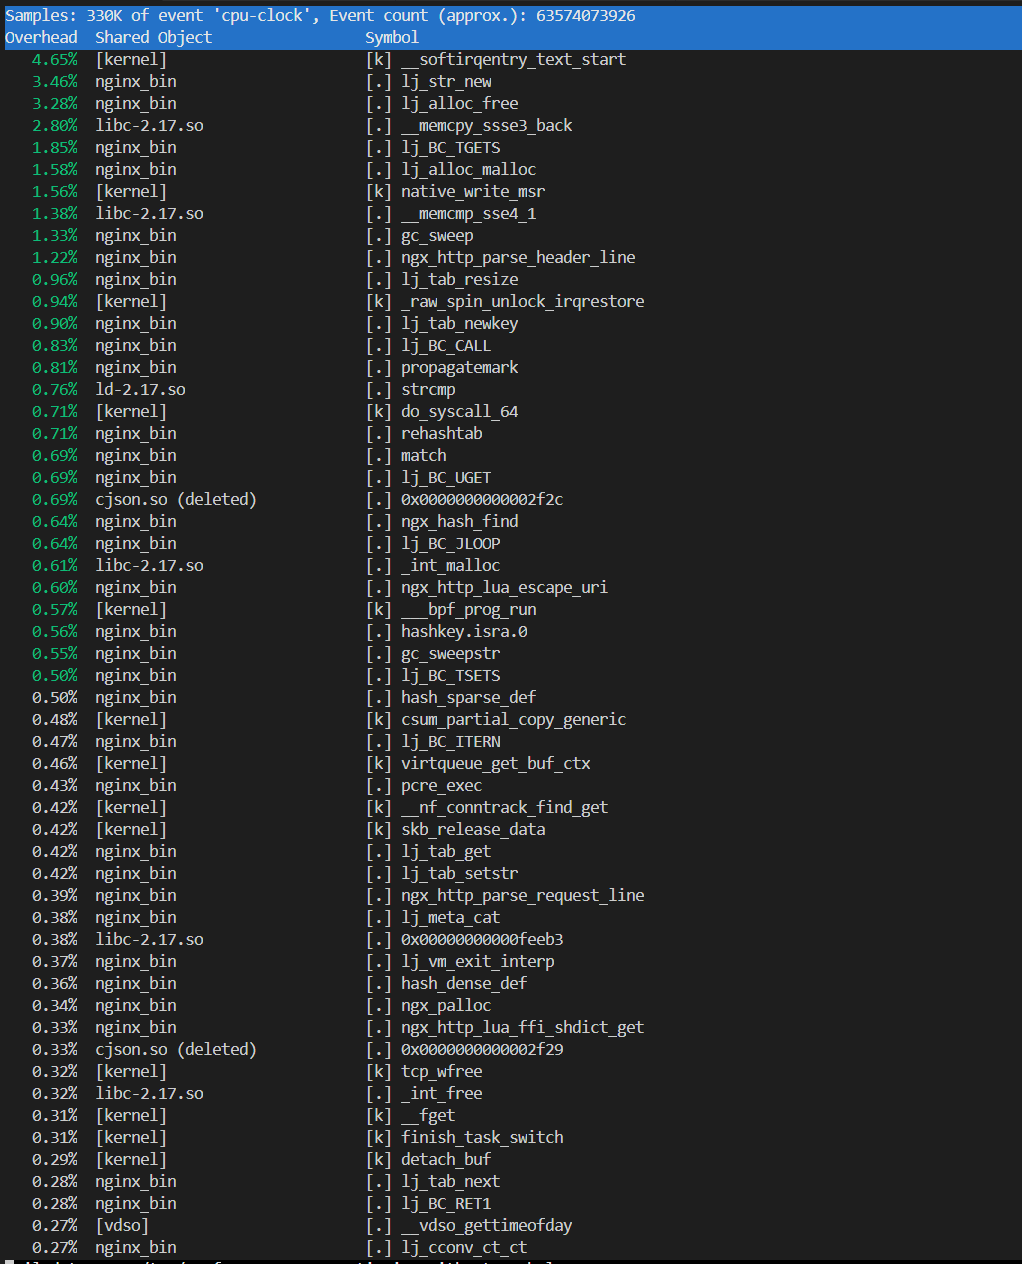 Samples: 330K of event 'cpu-clock', Event count (approx.): 63574073926
Overhead  Shared Object                 Symbol
   4.65%  [kernel]                      [k] __softirqentry_text_start
   3.46%  nginx_bin                     [.] lj_str_new
   3.28%  nginx_bin                     [.] lj_alloc_free
   2.80%  libc-2.17.so                  [.] __memcpy_ssse3_back
   1.85%  nginx_bin                     [.] lj_BC_TGETS
   1.58%  nginx_bin                     [.] lj_alloc_malloc
   1.56%  [kernel]                      [k] native_write_msr
   1.38%  libc-2.17.so                  [.] __memcmp_sse4_1
   1.33%  nginx_bin                     [.] gc_sweep
   1.22%  nginx_bin                     [.] ngx_http_parse_header_line
   0.96%  nginx_bin                     [.] lj_tab_resize
   0.94%  [kernel]                      [k] _raw_spin_unlock_irqrestore
   0.90%  nginx_bin                     [.] lj_tab_newkey
   0.83%  nginx_bin                     [.] lj_BC_CALL
   0.81%  nginx_bin                     [.] propagatemark
   0.76%  ld-2.17.so                    [.] strcmp
   0.71%  [kernel]                      [k] do_syscall_64
   0.71%  nginx_bin                     [.] rehashtab
   0.69%  nginx_bin                     [.] match
   0.69%  nginx_bin                     [.] lj_BC_UGET
   0.69%  cjson.so (deleted)            [.] 0x0000000000002f2c
   0.64%  nginx_bin                     [.] ngx_hash_find
   0.64%  nginx_bin                     [.] lj_BC_JLOOP
   0.61%  libc-2.17.so                  [.] _int_malloc
   0.60%  nginx_bin                     [.] ngx_http_lua_escape_uri
   0.57%  [kernel]                      [k] ___bpf_prog_run
   0.56%  nginx_bin                     [.] hashkey.isra.0
   0.55%  nginx_bin                     [.] gc_sweepstr
   0.50%  nginx_bin                     [.] lj_BC_TSETS
   0.50%  nginx_bin                     [.] hash_sparse_def
   0.48%  [kernel]                      [k] csum_partial_copy_generic
   0.47%  nginx_bin                     [.] lj_BC_ITERN
   0.46%  [kernel]                      [k] virtqueue_get_buf_ctx
   0.43%  nginx_bin                     [.] pcre_exec
   0.42%  [kernel]                      [k] __nf_conntrack_find_get
   0.42%  [kernel]                      [k] skb_release_data
   0.42%  nginx_bin                     [.] lj_tab_get
   0.42%  nginx_bin                     [.] lj_tab_setstr
   0.39%  nginx_bin                     [.] ngx_http_parse_request_line
   0.38%  nginx_bin                     [.] lj_meta_cat
   0.38%  libc-2.17.so                  [.] 0x00000000000feeb3
   0.37%  nginx_bin                     [.] lj_vm_exit_interp
   0.36%  nginx_bin                     [.] hash_dense_def
   0.34%  nginx_bin                     [.] ngx_palloc
   0.33%  nginx_bin                     [.] ngx_http_lua_ffi_shdict_get
   0.33%  cjson.so (deleted)            [.] 0x0000000000002f29
   0.32%  [kernel]                      [k] tcp_wfree
   0.32%  libc-2.17.so                  [.] _int_free
   0.31%  [kernel]                      [k] __fget
   0.31%  [kernel]                      [k] finish_task_switch
   0.29%  [kernel]                      [k] detach_buf
   0.28%  nginx_bin                     [.] lj_tab_next
   0.28%  nginx_bin                     [.] lj_BC_RET1
   0.27%  [vdso]                        [.] __vdso_gettimeofday
   0.27%  nginx_bin                     [.] lj_cconv_ct_ct